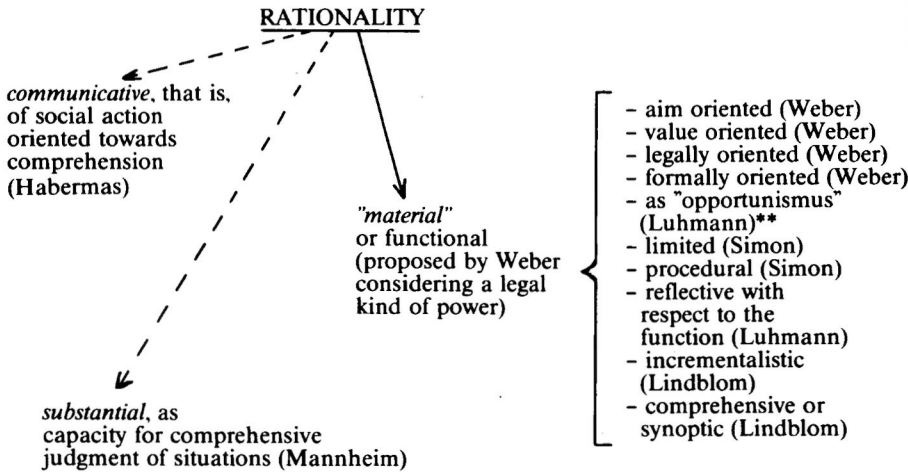 RATIONALITY
communicative, that is,
of social action
oriented towards
comprehension
(Habermas)
"material"
or functional
(proposed by Weber
considering a legal
kind of power)
- aim oriented (Weber)
- value oriented (Weber)
- legally oriented (Weber)
- formally oriented (Weber)
- as "opportunismus"
(Luhmann)**
- limited (Simon)
- procedural (Simon)
- reflective with
respect to the
function (Luhmann)
- incrementalistic
(Lindblom)
- comprehensive or
synoptic (Lindblom)
substantial, as
capacity for comprehensive
judgment of situations (Mannheim)